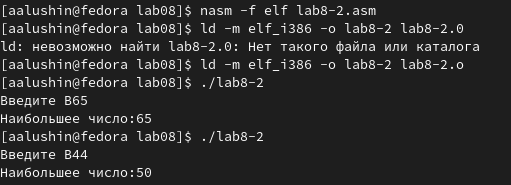 [aalushin@fedora lab08]$ nasm -f elf lab8-2.asm
[aalushin@fedora lab08]$ ld -m elf_i386 -o lab8-2 lab8-2.0
ld: невозможно найти lab8-2.0: Нет такого файла или каталога
[aalushin@fedora lab08]$ ld -m elf_i386 -o lab8-2 lab8-2.o
[aalushin@fedora lab08]$ ./lab8-2
Введите B65
Наибольшее число:65
[aalushin@fedora lab08]$ ./lab8-2
Введите B44
Наибольшее число:50